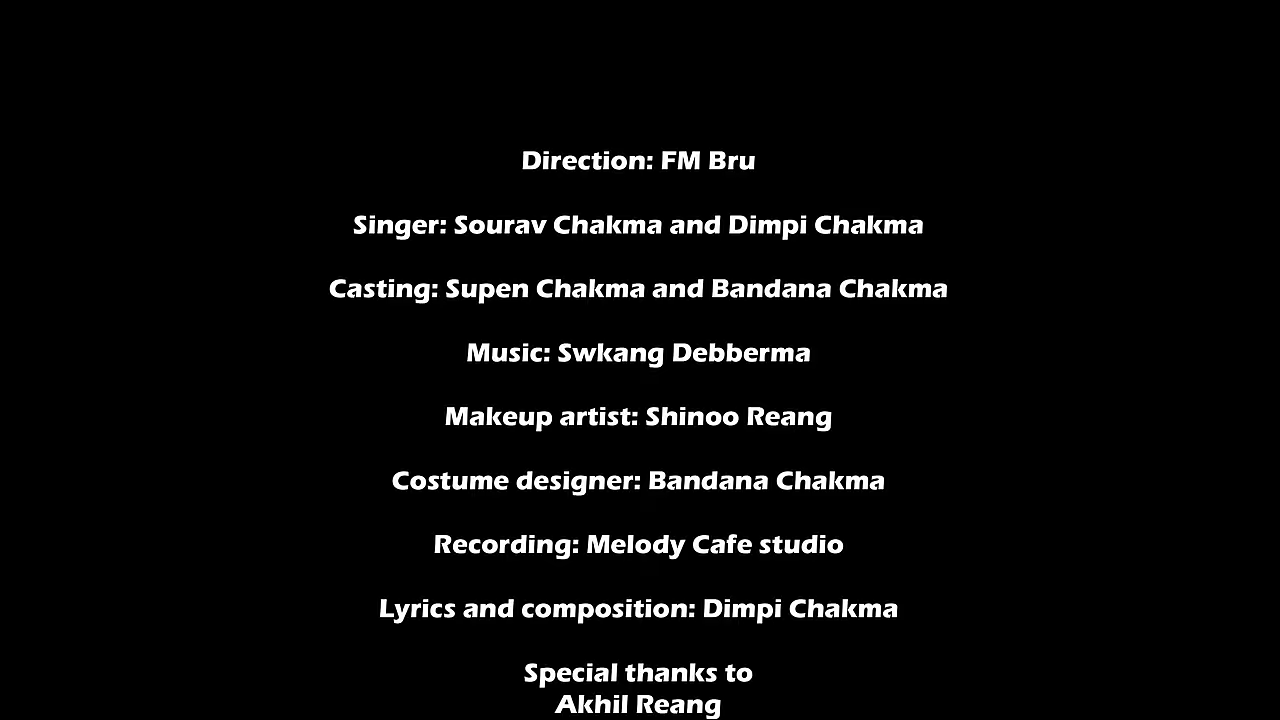 Direction: FM Bru
Singer: Sourav Chakma and Dimpi Chakma
Casting: Supen Chakma and Bandana Chakma
Music: Swkang Debberma
Makeup artist: Shinoo Reang
Costume designer: Bandana Chakma
Recording: Melody Cafe studio
Lyrics and composition: Dimpi Chakma
Special thanks to
Akhil Reang